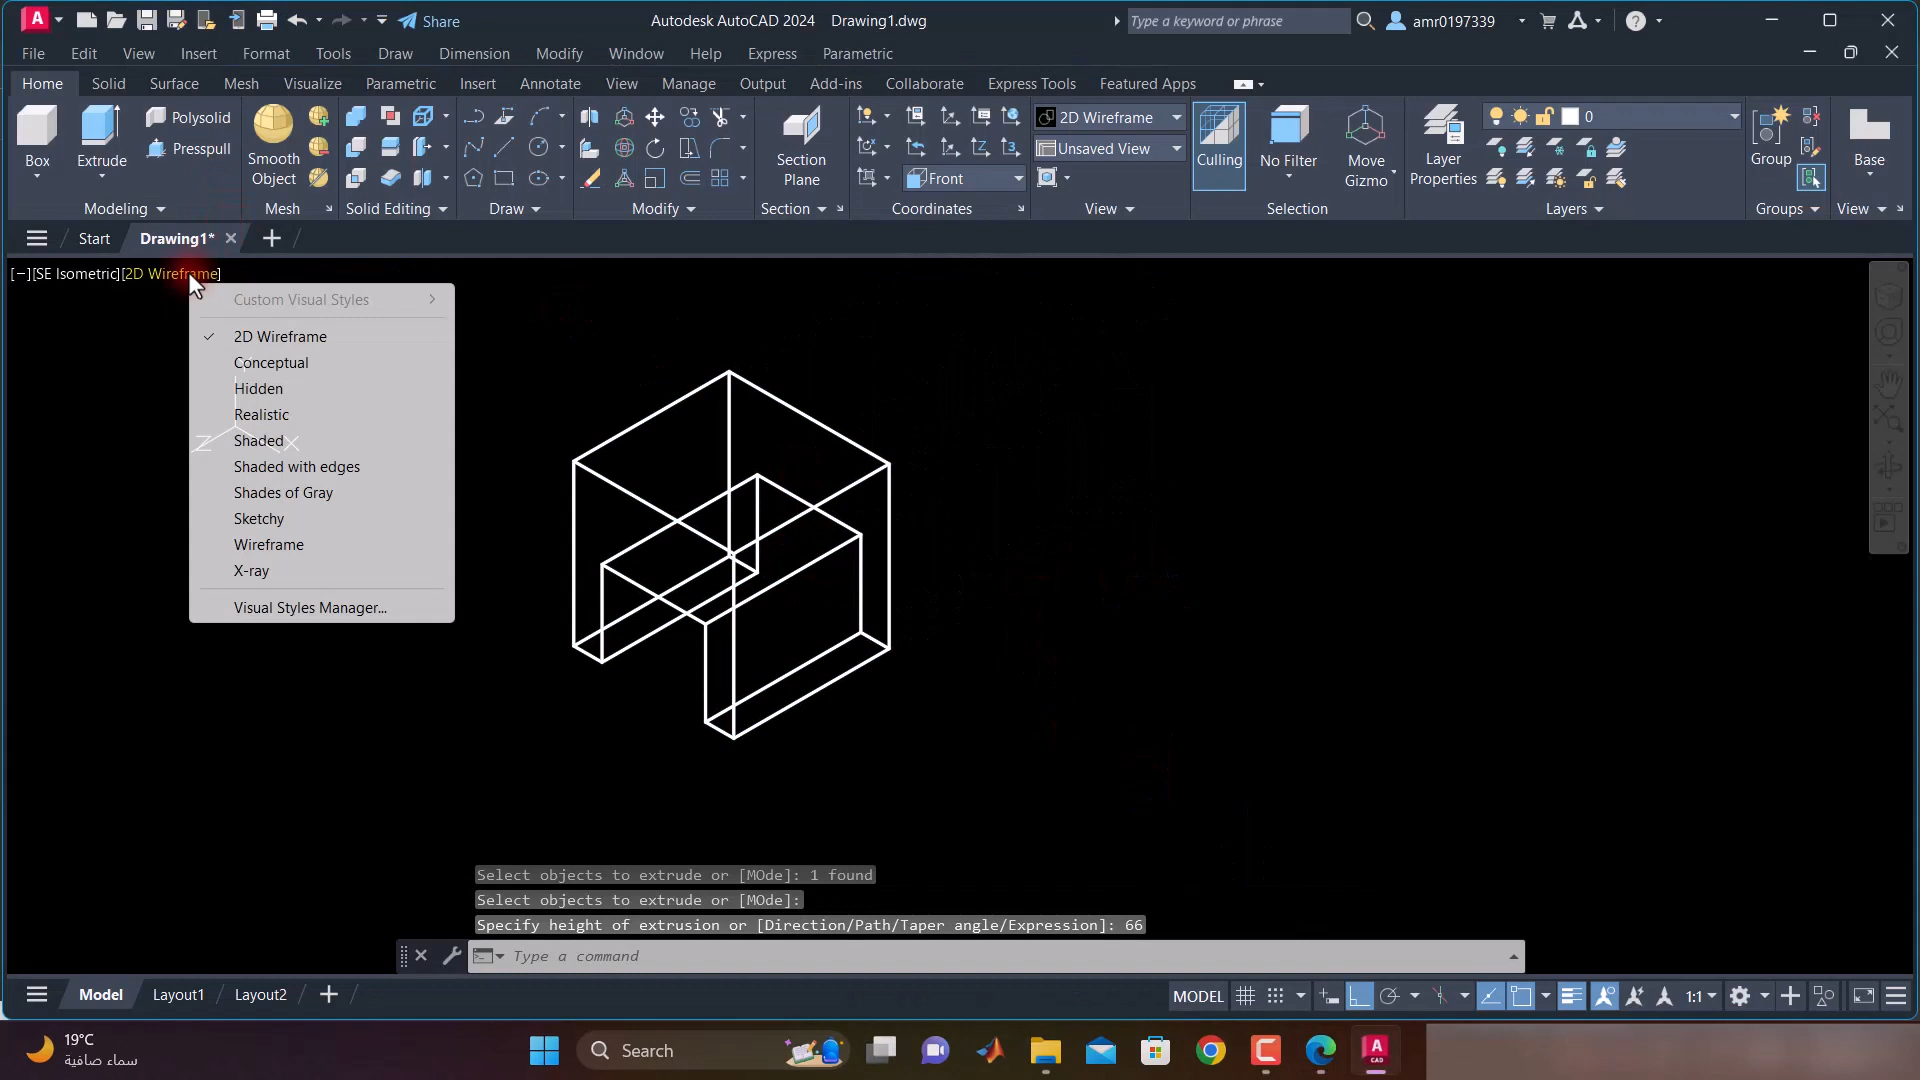 A
CAD
Share
Autodesk AutoCAD 2024 Drawing1.dwg
Type a keyword or phrase
amr0197339
File Edit View Insert Format Tools Draw Dimension Modify Window Help Express Parametric
Home Solid Surface Mesh Visualize Parametric Insert Annotate View Manage Output Add-ins Collaborate Express Tools Featured Apps
Box
Extrude
Polysolid
Presspull
Modeling
Smooth
Object
Mesh
Solid Editing
Draw
Modify
Section
Plane
Section
Front
Coordinates
2D Wireframe
Unsaved View
View
Culling
No Filter
Move
Gizmo
Selection
Layer
Properties
0
Layers
Group
Groups
Base
View
Start Drawing1*
[−][SE Isometric][2D Wireframe]
Custom Visual Styles
2D Wireframe
Conceptual
Hidden
Realistic
Shaded
Shaded with edges
Shades of Gray
Sketchy
Wireframe
X-ray
Visual Styles Manager...
Z X
Select objects to extrude or [MOde]: 1 found
Select objects to extrude or [MOde]:
Specify height of extrusion or [Direction/Path/Taper angle/Expression]: 66
Type a command
Model Layout1 Layout2
MODEL
1:1
19°C
سماء صافية
Search
A
CAD